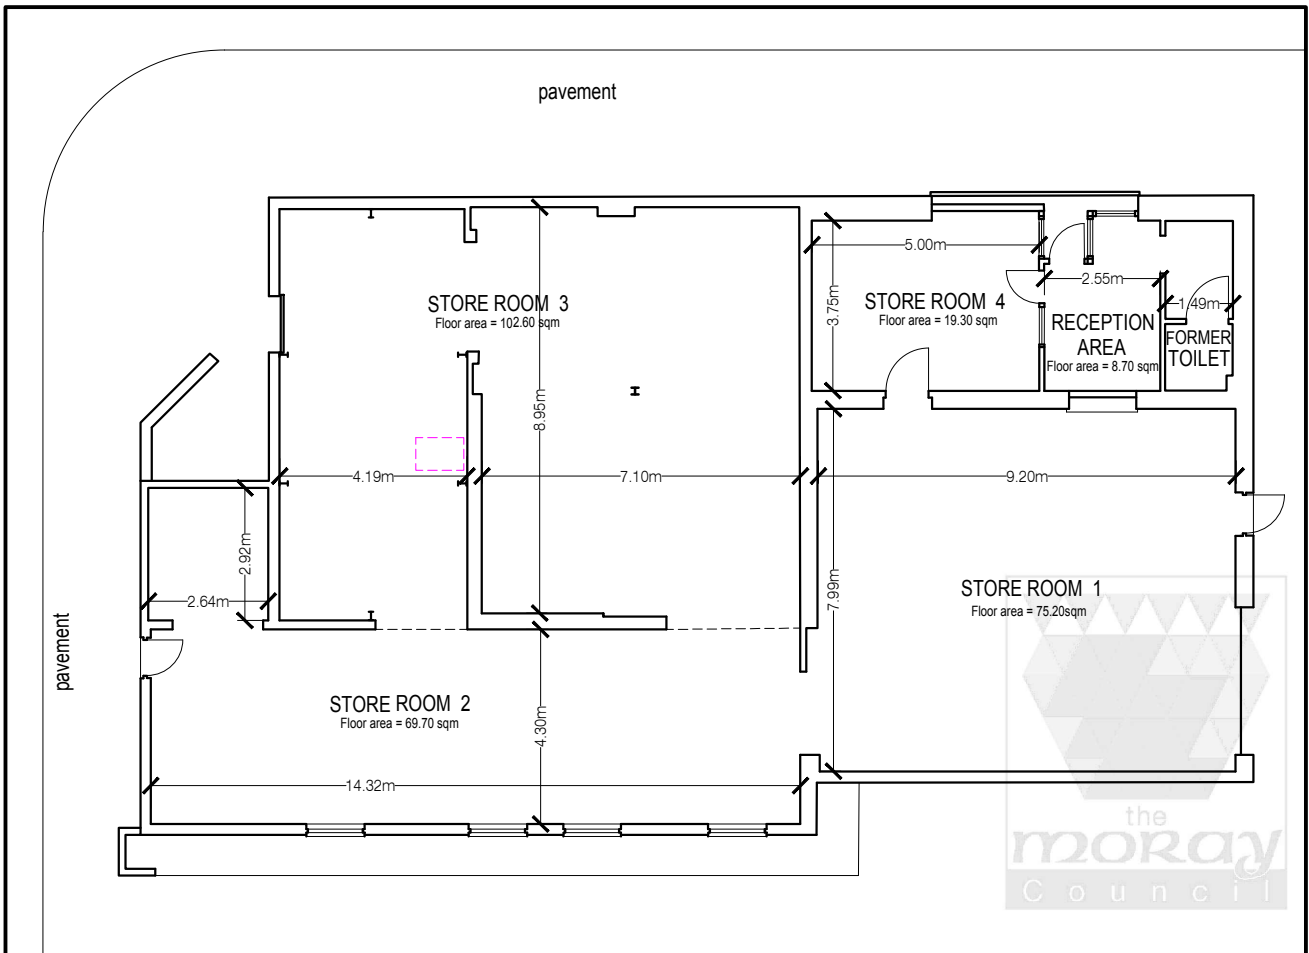 pavement
5.00m
2.55m
1.49m
3.75m
STORE ROOM 3
Floor area = 102.60 sqm
STORE ROOM 4
Floor area = 19.30 sqm
RECEPTION
AREA
Floor area = 8.70 sqm
FORMER
TOILET
8.95m
4.19m
7.10m
9.20m
2.92m
2.64m
7.99m
STORE ROOM 1
Floor area = 75.20sqm
pavement
STORE ROOM 2
Floor area = 69.70 sqm
4.30m
14.32m
the
moray
Council